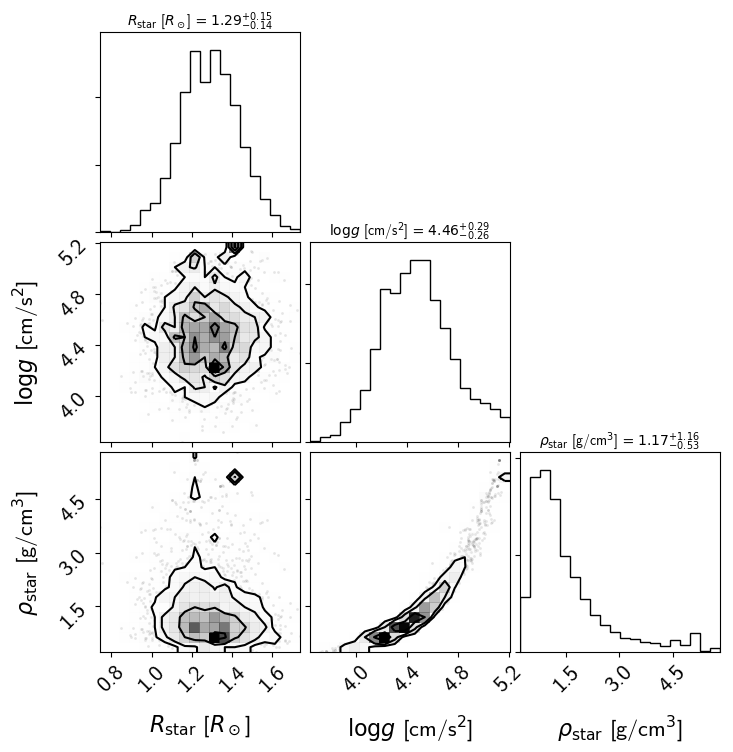 R_star [R_⊙] = 1.29^{+0.15}_{-0.14}
5.2
4.8
4.4
4.0
log g [cm/s²]
log g [cm/s²] = 4.46^{+0.29}_{-0.26}
4.5
3.0
1.5
ρ_star [g/cm³]
ρ_star [g/cm³] = 1.17^{+1.16}_{-0.53}
0.8 1.0 1.2 1.4 1.6
4.0 4.4 4.8 5.2
1.5 3.0 4.5
R_star [R_⊙]
log g [cm/s²]
ρ_star [g/cm³]